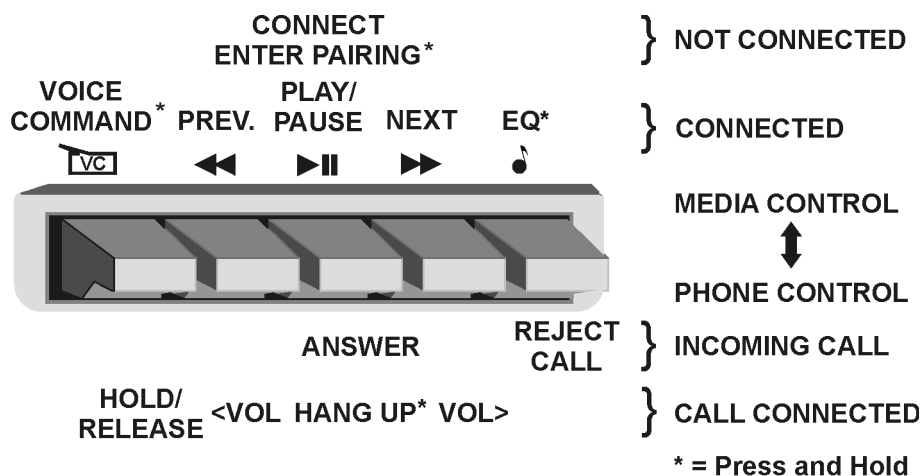 CONNECT
ENTER PAIRING*
} NOT CONNECTED
VOICE COMMAND*
PREV.
PLAY/
PAUSE
NEXT
EQ*
} CONNECTED
VC
MEDIA CONTROL
PHONE CONTROL
ANSWER
REJECT
CALL
} INCOMING CALL
HOLD/
RELEASE
<VOL
HANG UP*
VOL>
} CALL CONNECTED
* = Press and Hold